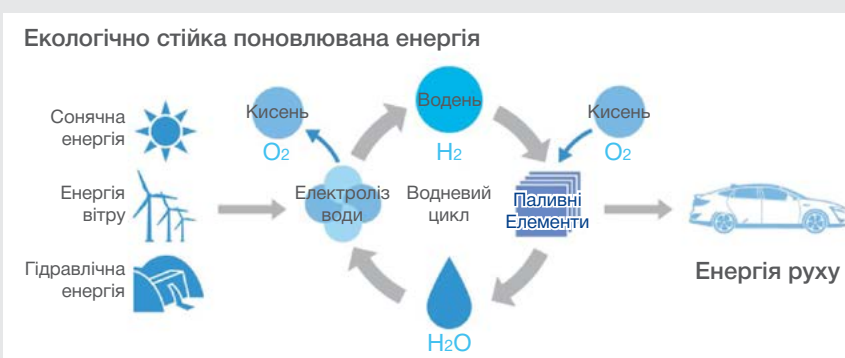 Екологічно стійка поновлювана енергія
Сонячна
енергія
Енергія
вітру
Гідравлічна
енергія
Кисень
O2
Водень
H2
Кисень
O2
Електроліз
води
Водневий
цикл
Паливні
Елементи
H2O
Енергія руху